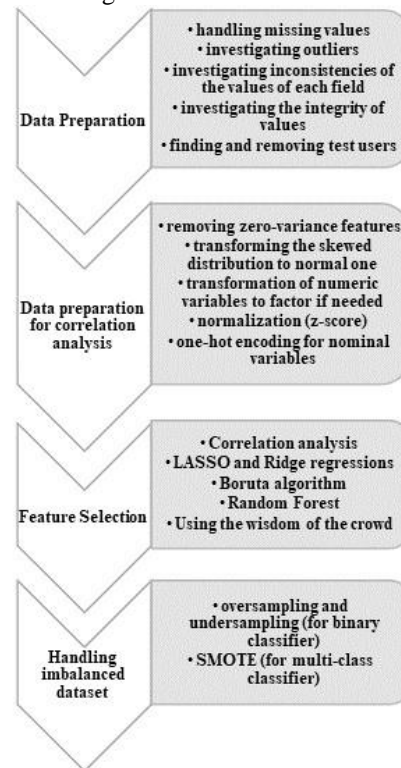 Data Preparation
• handling missing values
• investigating outliers
• investigating inconsistencies of
the values of each field
• investigating the integrity of
values
• finding and removing test users
Data preparation
for correlation
analysis
• removing zero-variance features
• transforming the skewed
distribution to normal one
• transformation of numeric
variables to factor if needed
• normalization (z-score)
• one-hot encoding for nominal
variables
Feature Selection
• Correlation analysis
• LASSO and Ridge regressions
• Boruta algorithm
• Random Forest
• Using the wisdom of the crowd
Handling
imbalanced
dataset
• oversampling and
undersampling (for binary
classifier)
• SMOTE (for multi-class
classifier)